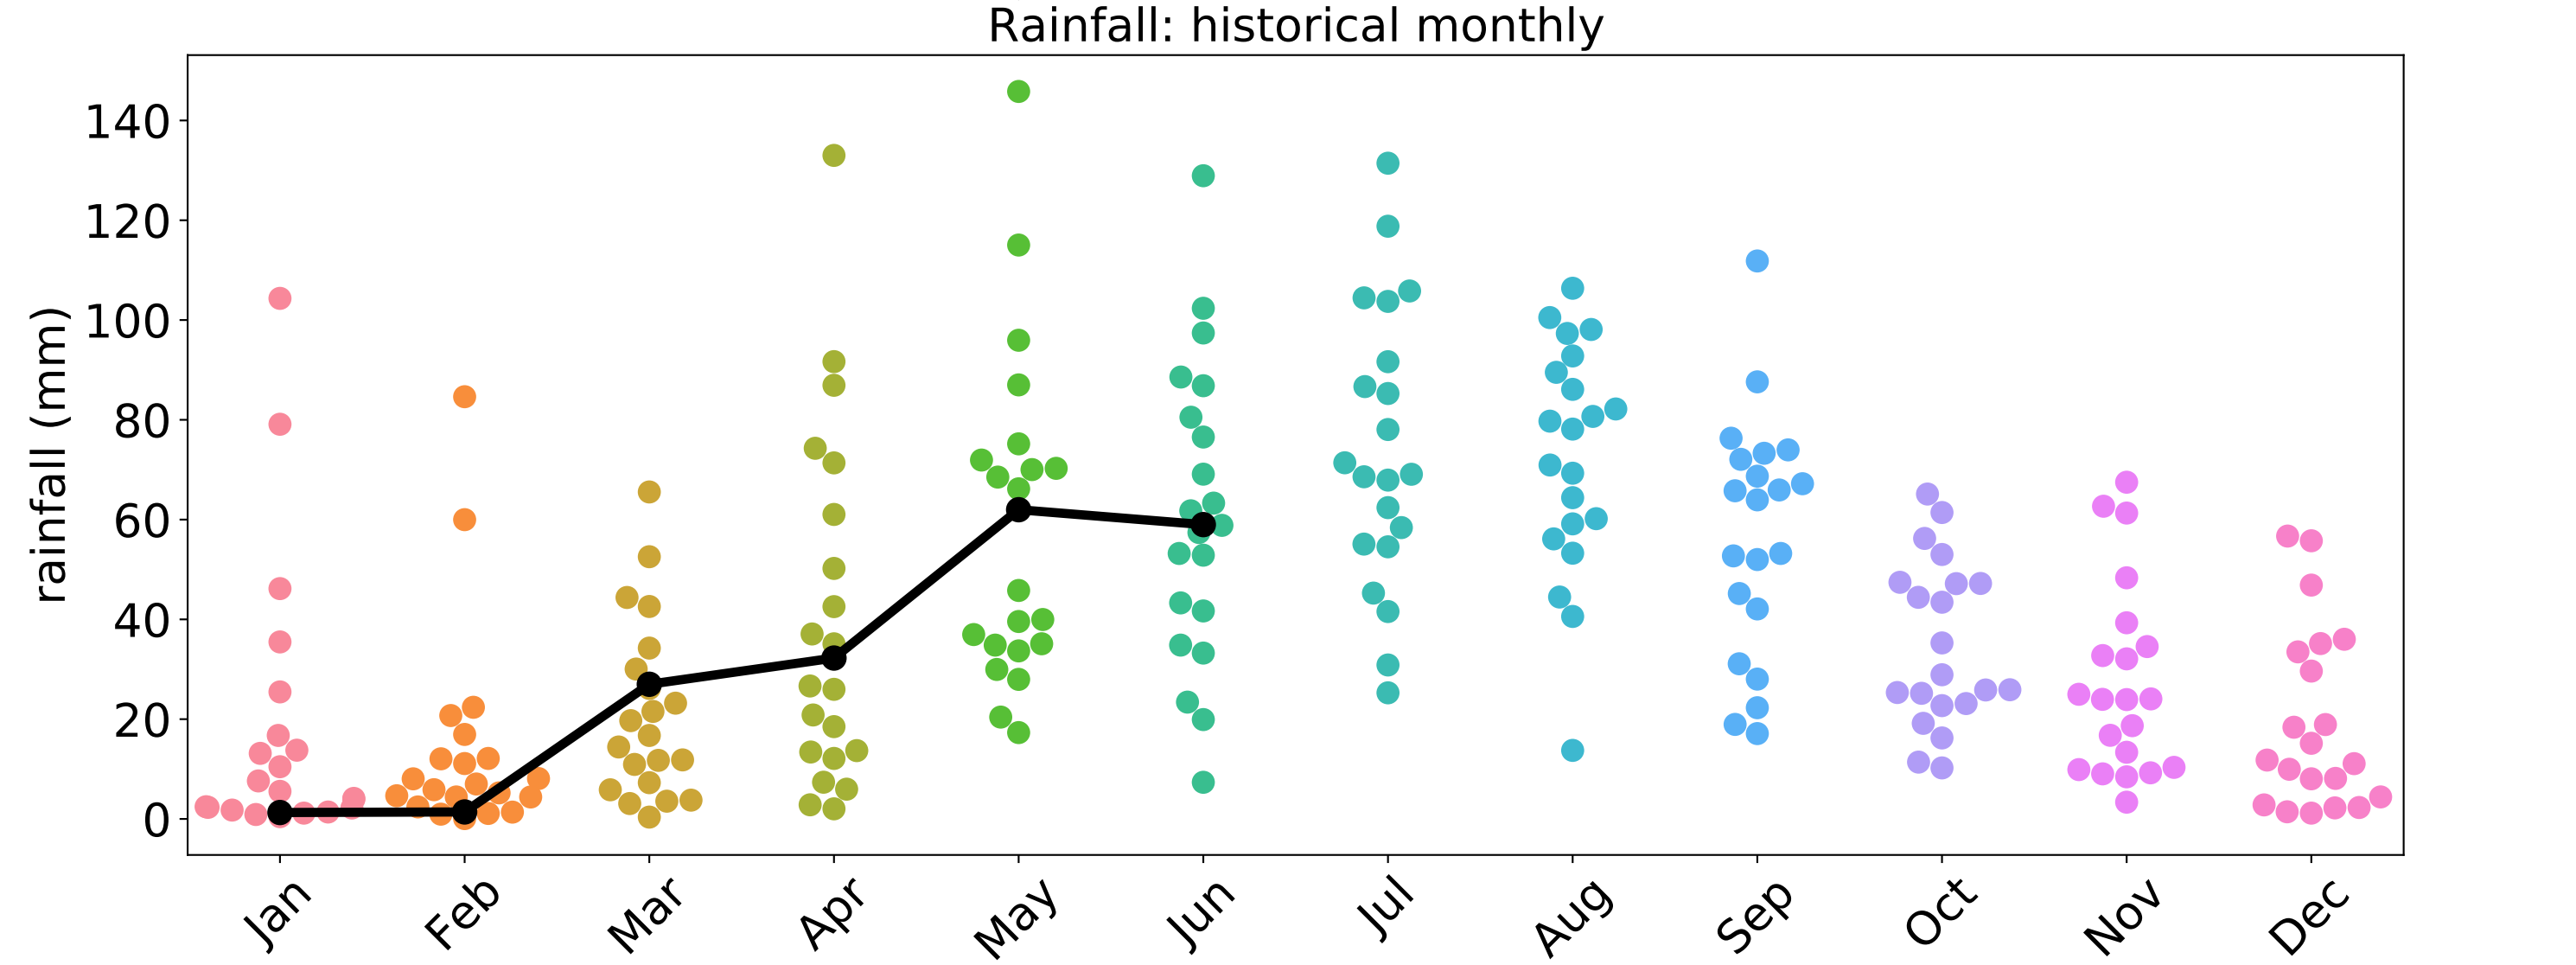 Rainfall: historical monthly
rainfall (mm)
140
120
100
80
60
40
20
0
Jan
Feb
Mar
Apr
May
Jun
Jul
Aug
Sep
Oct
Nov
Dec